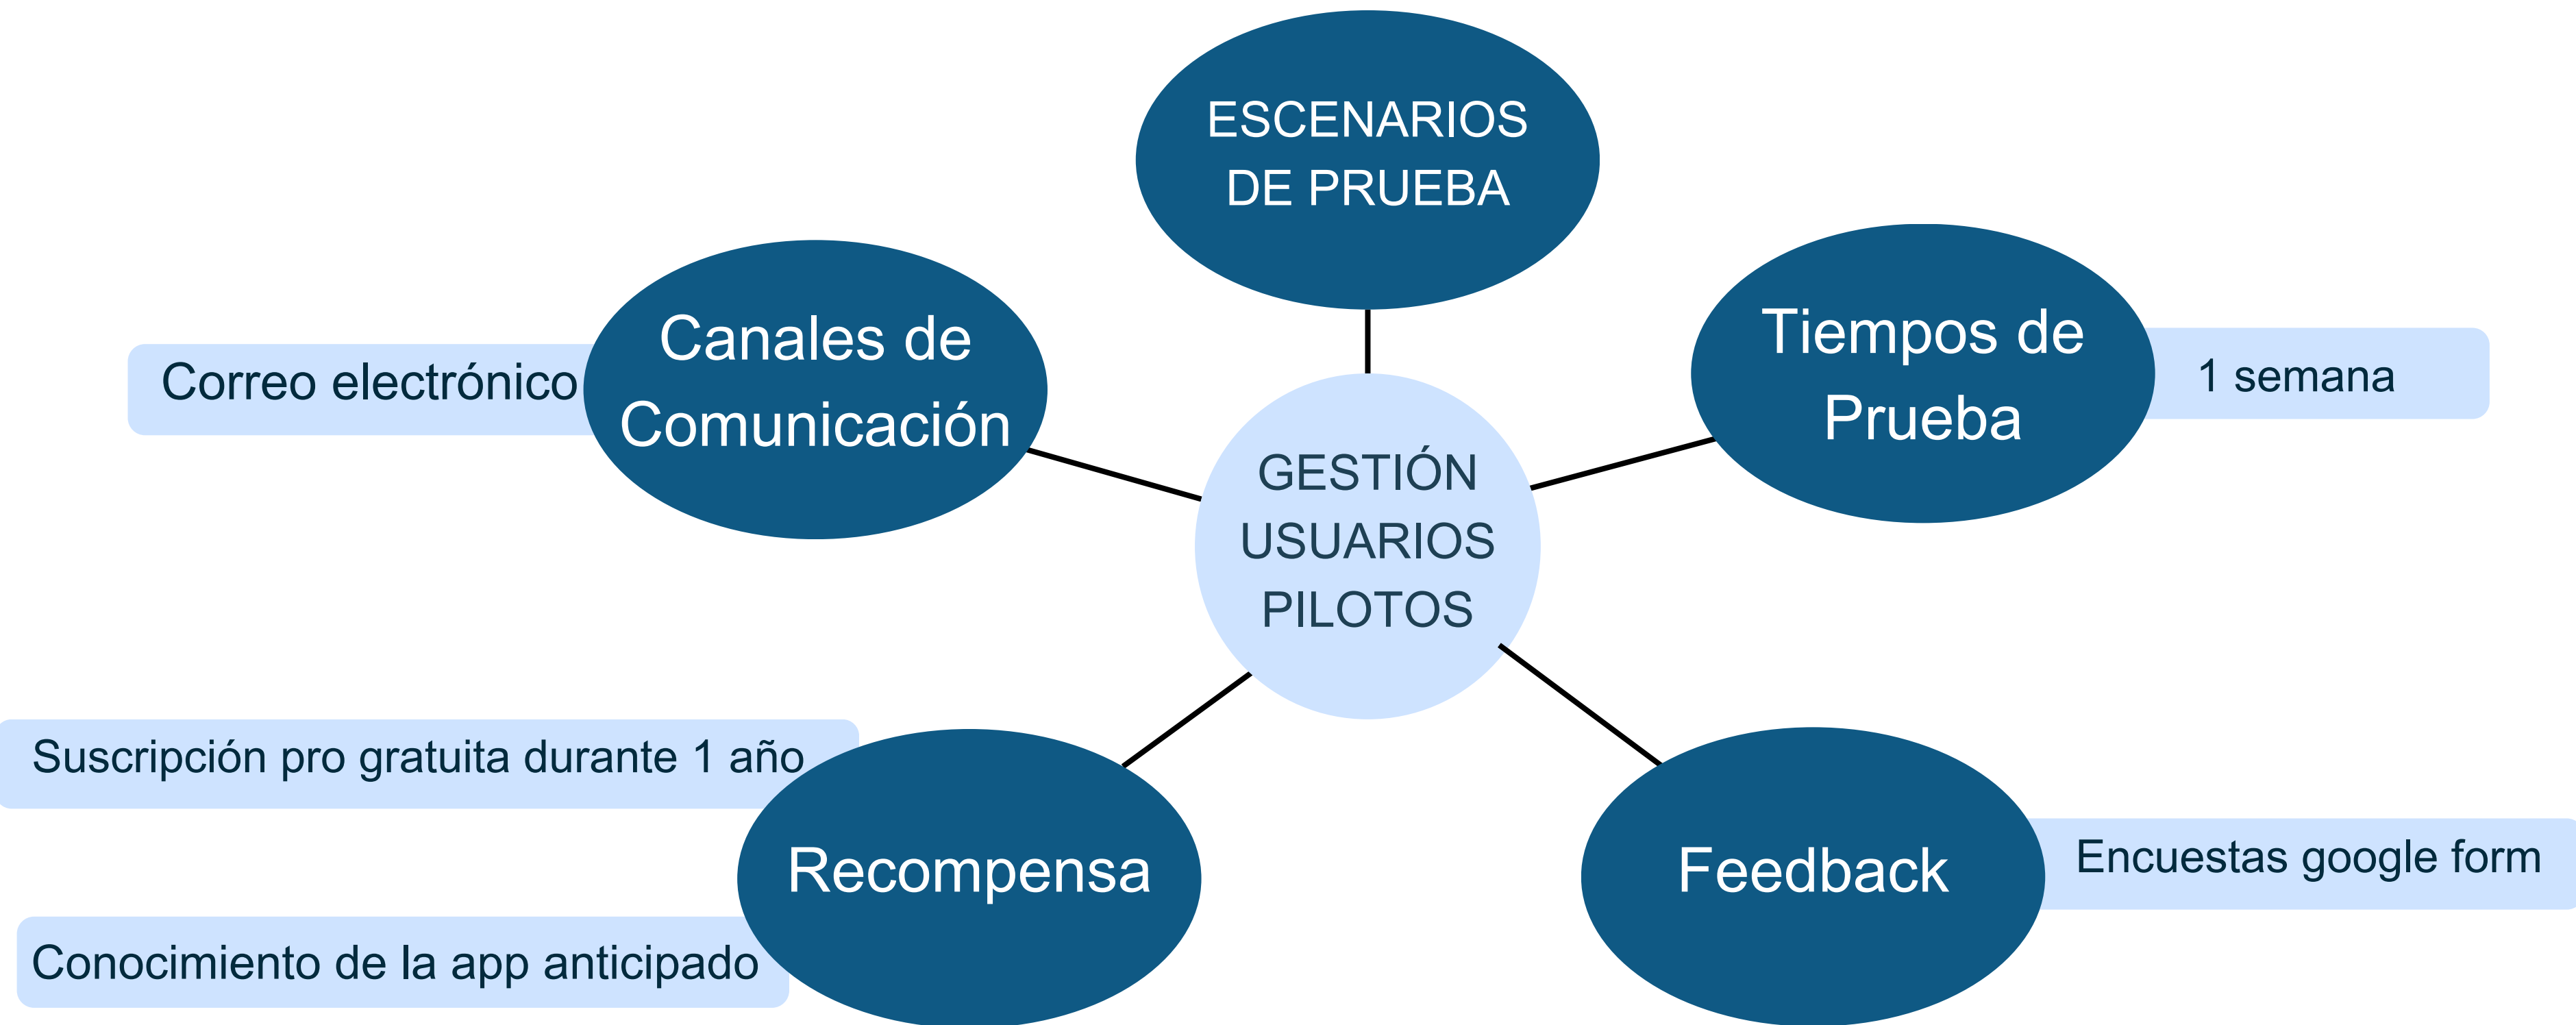 ESCENARIOS
DE PRUEBA
Correo electrónico
Canales de
Comunicación
Tiempos de
Prueba
1 semana
GESTIÓN
USUARIOS
PILOTOS
Suscripción pro gratuita durante 1 año
Recompensa
Conocimiento de la app anticipado
Feedback
Encuestas google form